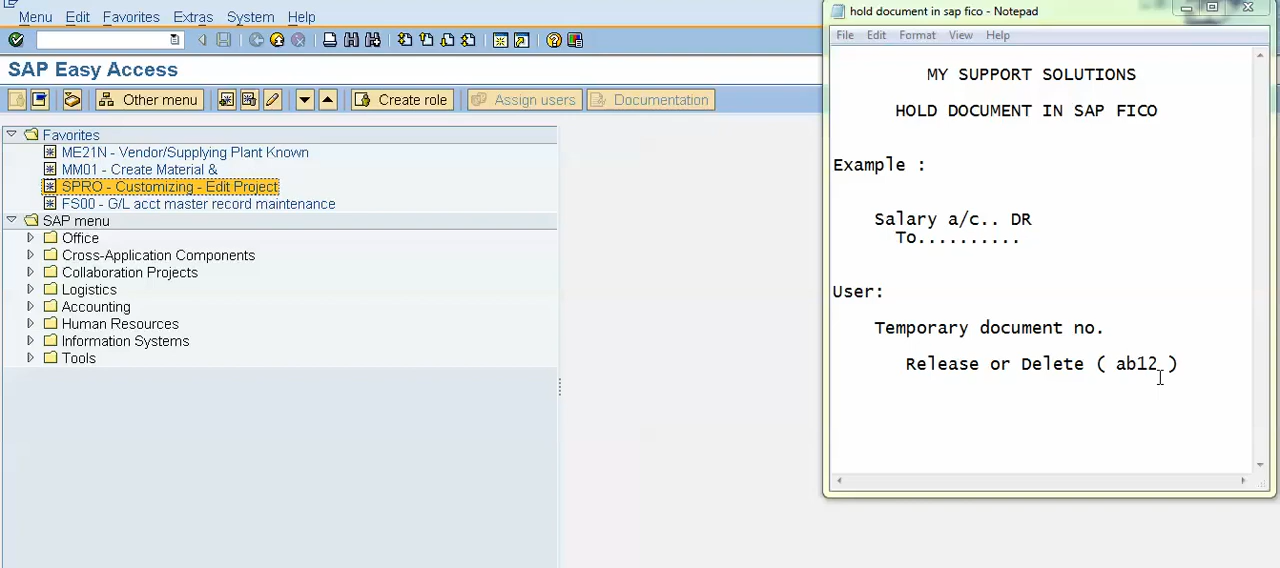 Menu Edit Favorites Extras System Help
SAP Easy Access
Other menu Create role Assign users Documentation
Favorites
ME21N - Vendor/Supplying Plant Known
MM01 - Create Material &
SPRO - Customizing - Edit Project
FS00 - G/L acct master record maintenance
SAP menu
Office
Cross-Application Components
Collaboration Projects
Logistics
Accounting
Human Resources
Information Systems
Tools
hold document in sap fico - Notepad
File Edit Format View Help
MY SUPPORT SOLUTIONS
HOLD DOCUMENT IN SAP FICO
Example :
Salary a/c.. DR
To..........
User:
Temporary document no.
Release or Delete ( ab12 )